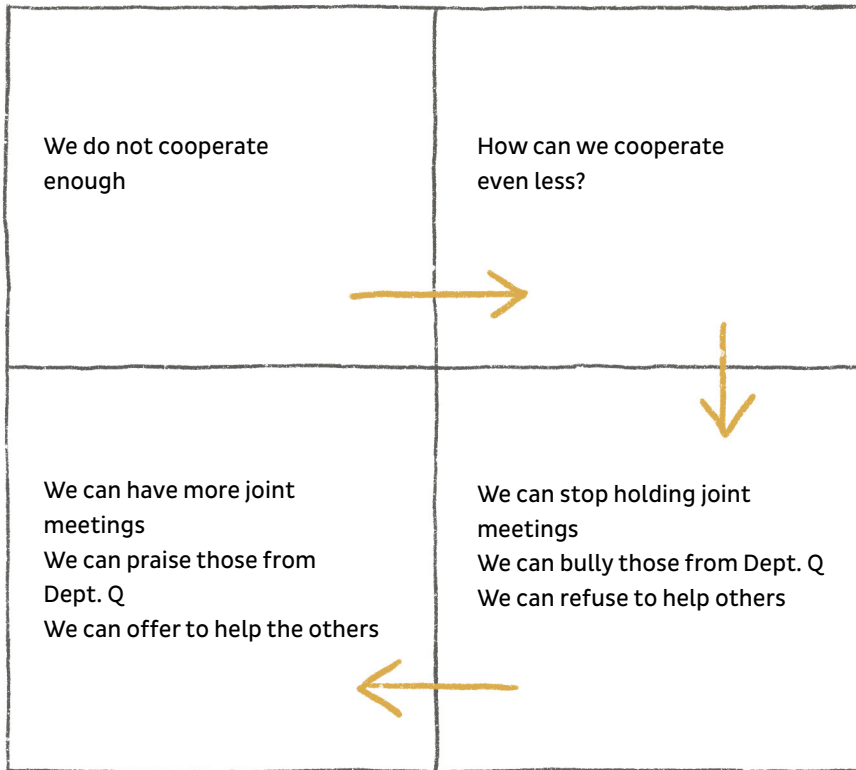 We do not cooperate
enough
How can we cooperate
even less?
We can stop holding joint
meetings
We can bully those from Dept. Q
We can refuse to help others
We can have more joint
meetings
We can praise those from
Dept. Q
We can offer to help the others